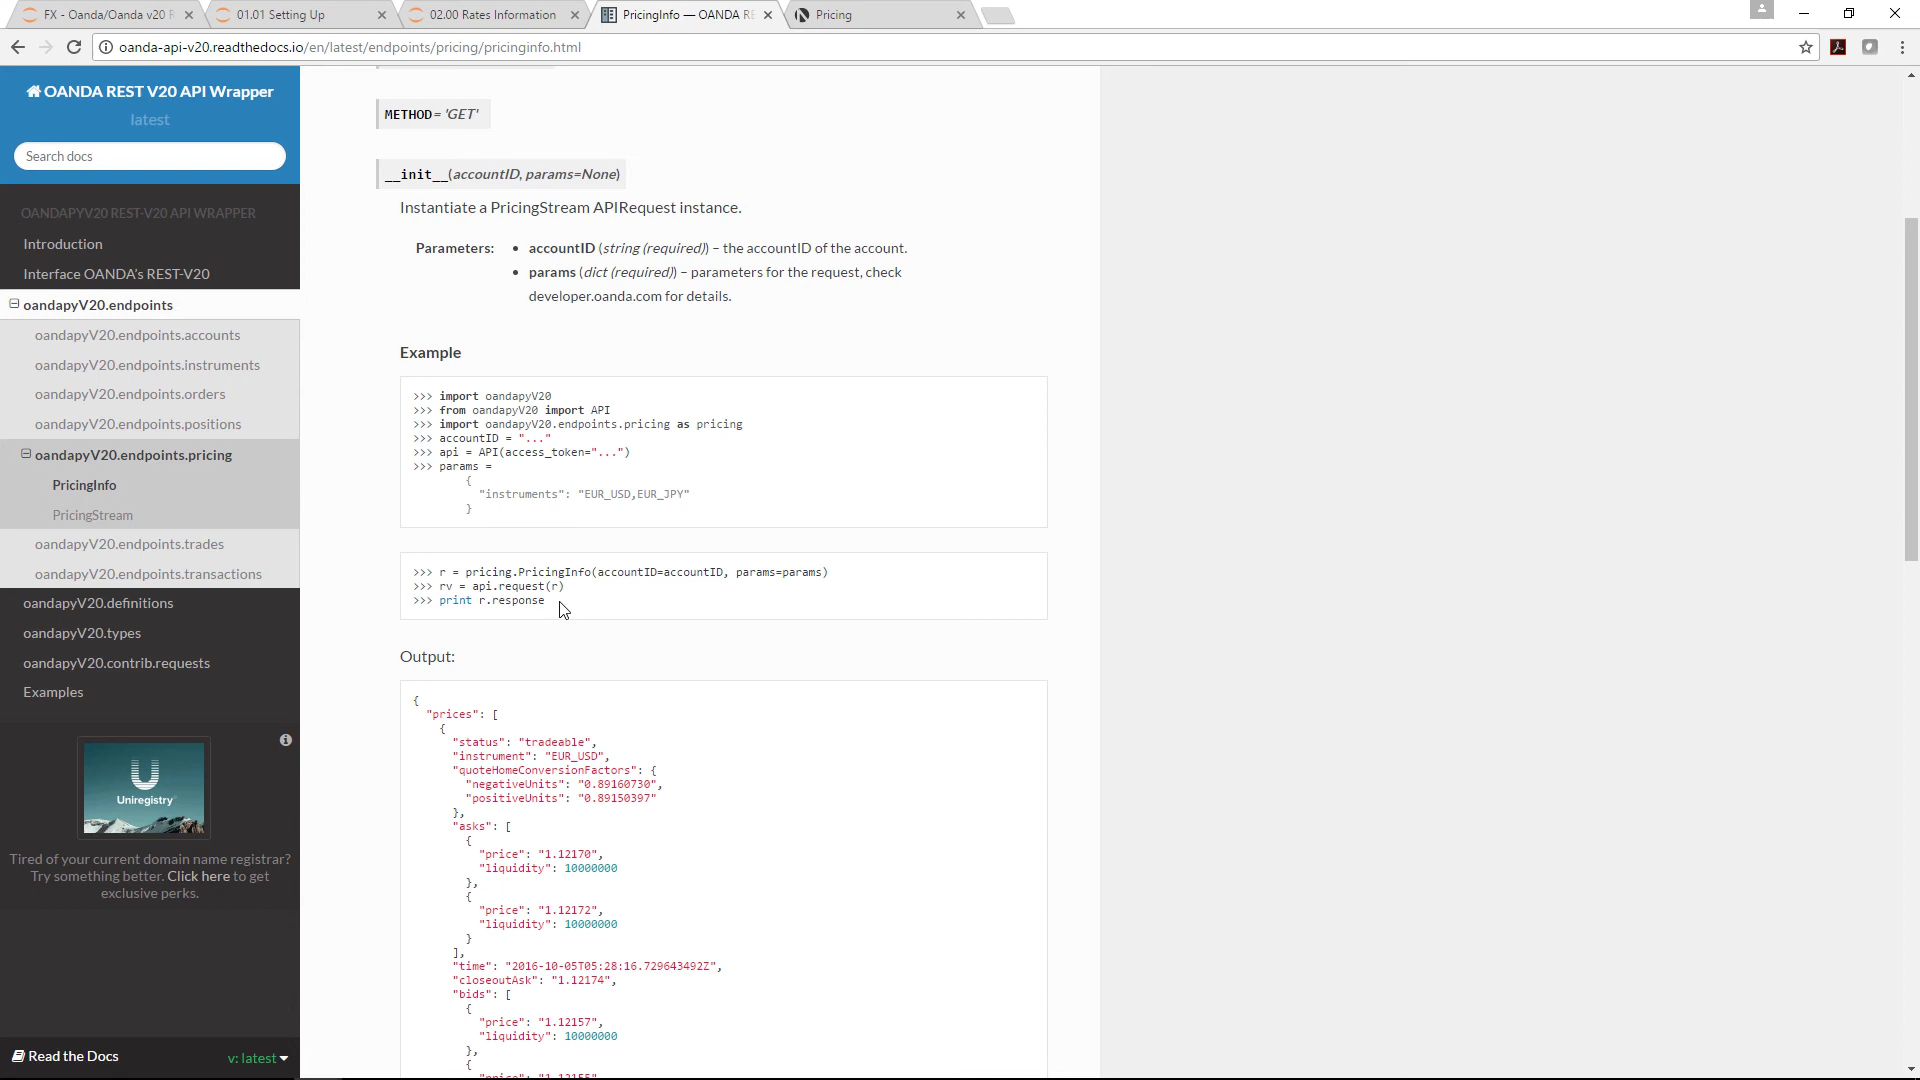 FX - Oanda/Oanda v20 R
01.01 Setting Up
02.00 Rates Information
PricingInfo — OANDA RE
Pricing
oanda-api-v20.readthedocs.io/en/latest/endpoints/pricing/pricinginfo.html
OANDA REST V20 API Wrapper
latest
Search docs
OANDAPYV20 REST-V20 API WRAPPER
Introduction
Interface OANDA's REST-V20
oandapyV20.endpoints
oandapyV20.endpoints.accounts
oandapyV20.endpoints.instruments
oandapyV20.endpoints.orders
oandapyV20.endpoints.positions
oandapyV20.endpoints.pricing
PricingInfo
PricingStream
oandapyV20.endpoints.trades
oandapyV20.endpoints.transactions
oandapyV20.definitions
oandapyV20.types
oandapyV20.contrib.requests
Examples
Uniregistry
Tired of your current domain name registrar?
Try something better. Click here to get
exclusive perks.
Read the Docs
v: latest
METHOD = 'GET'
__init__(accountID, params=None)
Instantiate a PricingStream APIRequest instance.
Parameters:
• accountID (string (required)) – the accountID of the account.
• params (dict (required)) – parameters for the request, check
developer.oanda.com for details.
Example
>>> import oandapyV20
>>> from oandapyV20 import API
>>> import oandapyV20.endpoints.pricing as pricing
>>> accountID = "..."
>>> api = API(access_token="...")
>>> params =
{
"instruments": "EUR_USD,EUR_JPY"
}
>>> r = pricing.PricingInfo(accountID=accountID, params=params)
>>> rv = api.request(r)
>>> print r.response
Output:
{
"prices": [
{
"status": "tradeable",
"instrument": "EUR_USD",
"quoteHomeConversionFactors": {
"negativeUnits": "0.89160730",
"positiveUnits": "0.89150397"
},
"asks": [
{
"price": "1.12170",
"liquidity": 10000000
},
{
"price": "1.12172",
"liquidity": 10000000
}
],
"time": "2016-10-05T05:28:16.729643492Z",
"closeoutAsk": "1.12174",
"bids": [
{
"price": "1.12157",
"liquidity": 10000000
},
{
"price": "1.12155",